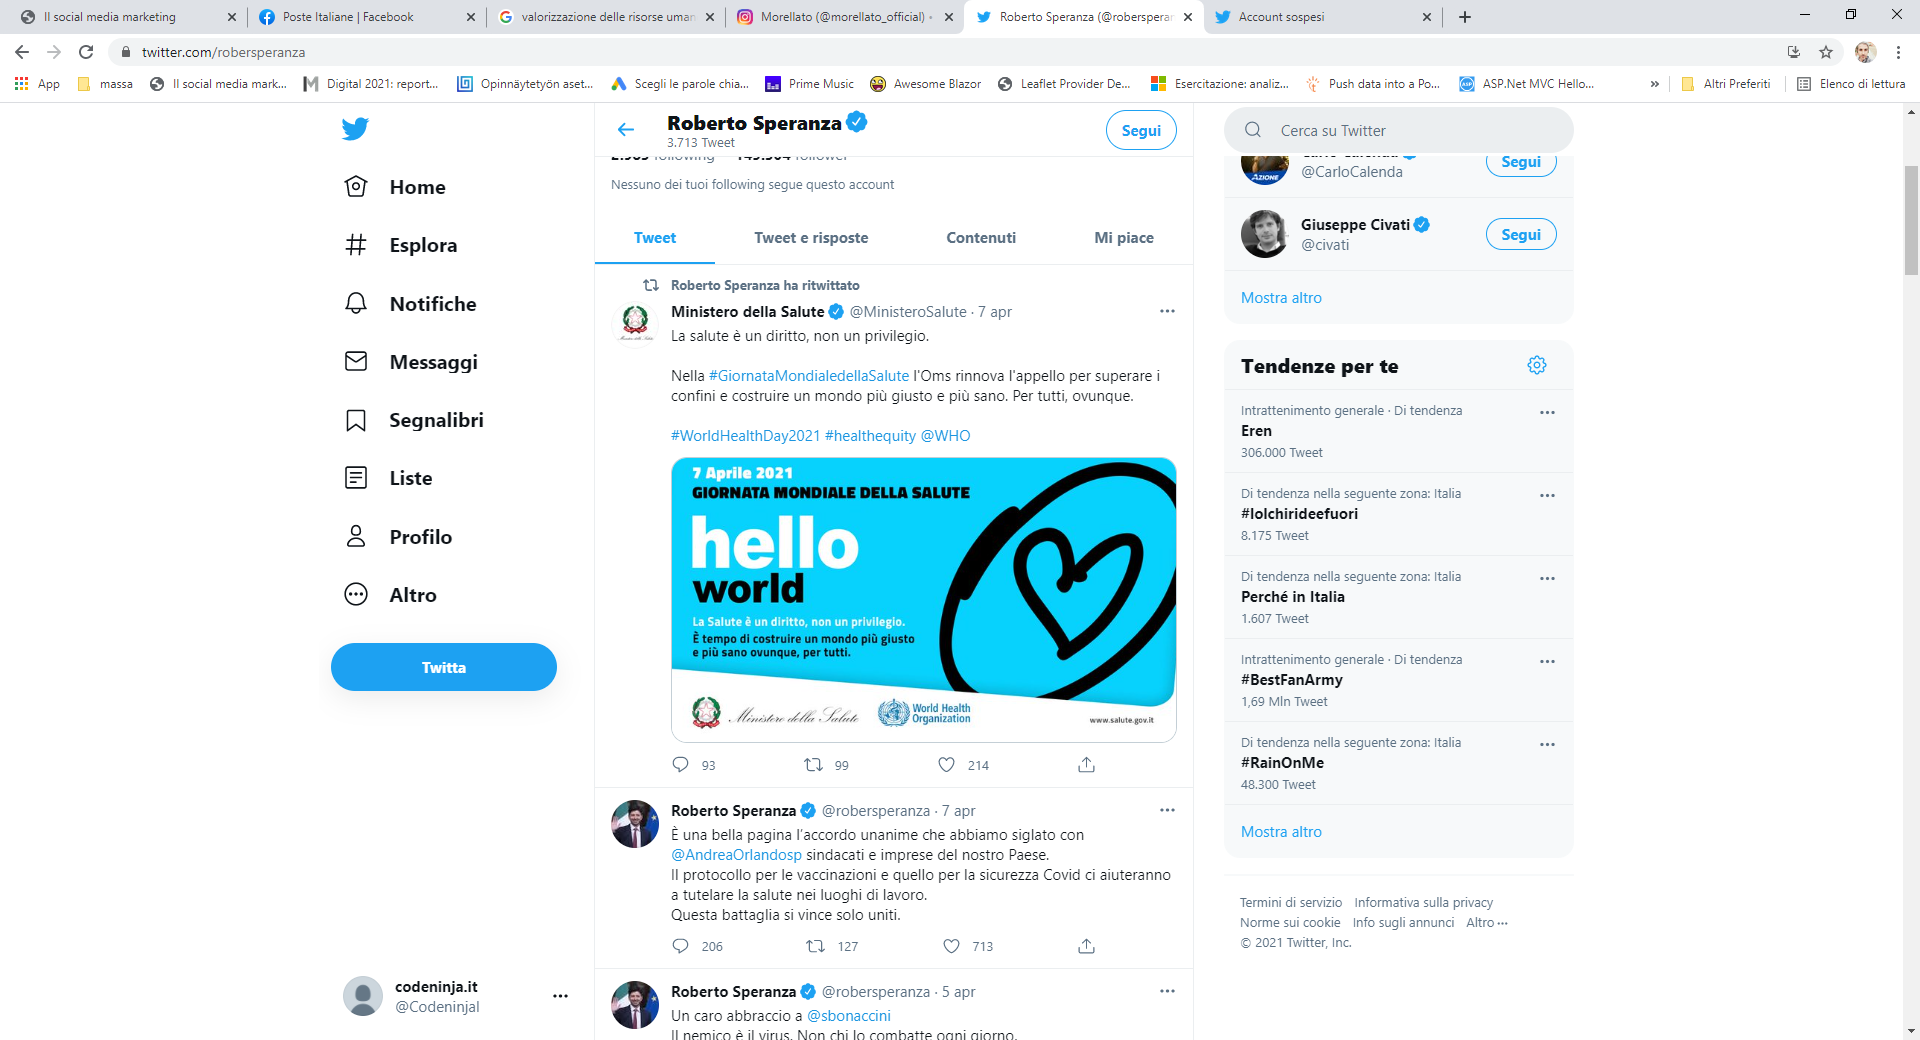 Il social media marketing
Poste Italiane | Facebook
valorizzazione delle risorse uman
Morellato (@morellato_official) •
Roberto Speranza (@robersperan
Account sospesi
twitter.com/robersperanza
App
massa
Il social media mark...
Digital 2021: report...
Opinnäytetyön aset...
Scegli le parole chia...
Prime Music
Awesome Blazor
Leaflet Provider De...
Esercitazione: analiz...
Push data into a Po...
ASP.Net MVC Hello...
Altri Preferiti
Elenco di lettura
Home
Esplora
Notifiche
Messaggi
Segnalibri
Liste
Profilo
Altro
Twitta
codeninja.it
@CodeninjaI
Roberto Speranza
3.713 Tweet
Segui
following
follower
Nessuno dei tuoi following segue questo account
Tweet
Tweet e risposte
Contenuti
Mi piace
Roberto Speranza ha ritwittato
Ministero della Salute @MinisteroSalute · 7 apr
La salute è un diritto, non un privilegio.
Nella #GiornataMondialedellaSalute l'Oms rinnova l'appello per superare i
confini e costruire un mondo più giusto e più sano. Per tutti, ovunque.
#WorldHealthDay2021 #healthequity @WHO
7 Aprile 2021
GIORNATA MONDIALE DELLA SALUTE
hello
world
La Salute è un diritto, non un privilegio.
È tempo di costruire un mondo più giusto
e più sano ovunque, per tutti.
Ministero della Salute
World Health
Organization
www.salute.gov.it
93
99
214
Roberto Speranza @robersperanza · 7 apr
È una bella pagina l’accordo unanime che abbiamo siglato con
@AndreaOrlandosp sindacati e imprese del nostro Paese.
Il protocollo per le vaccinazioni e quello per la sicurezza Covid ci aiuteranno
a tutelare la salute nei luoghi di lavoro.
Questa battaglia si vince solo uniti.
206
127
713
Roberto Speranza @robersperanza · 5 apr
Un caro abbraccio a @sbonaccini
Il nemico è il virus. Non chi lo combatte ogni giorno.
Cerca su Twitter
AZIONE
@CarloCalenda
Segui
Giuseppe Civati
@civati
Segui
Mostra altro
Tendenze per te
Intrattenimento generale · Di tendenza
Eren
306.000 Tweet
Di tendenza nella seguente zona: Italia
#lolchirideefuori
8.175 Tweet
Di tendenza nella seguente zona: Italia
Perché in Italia
1.607 Tweet
Intrattenimento generale · Di tendenza
#BestFanArmy
1,69 Mln Tweet
Di tendenza nella seguente zona: Italia
#RainOnMe
48.300 Tweet
Mostra altro
Termini di servizio Informativa sulla privacy
Norme sui cookie Info sugli annunci Altro ···
© 2021 Twitter, Inc.